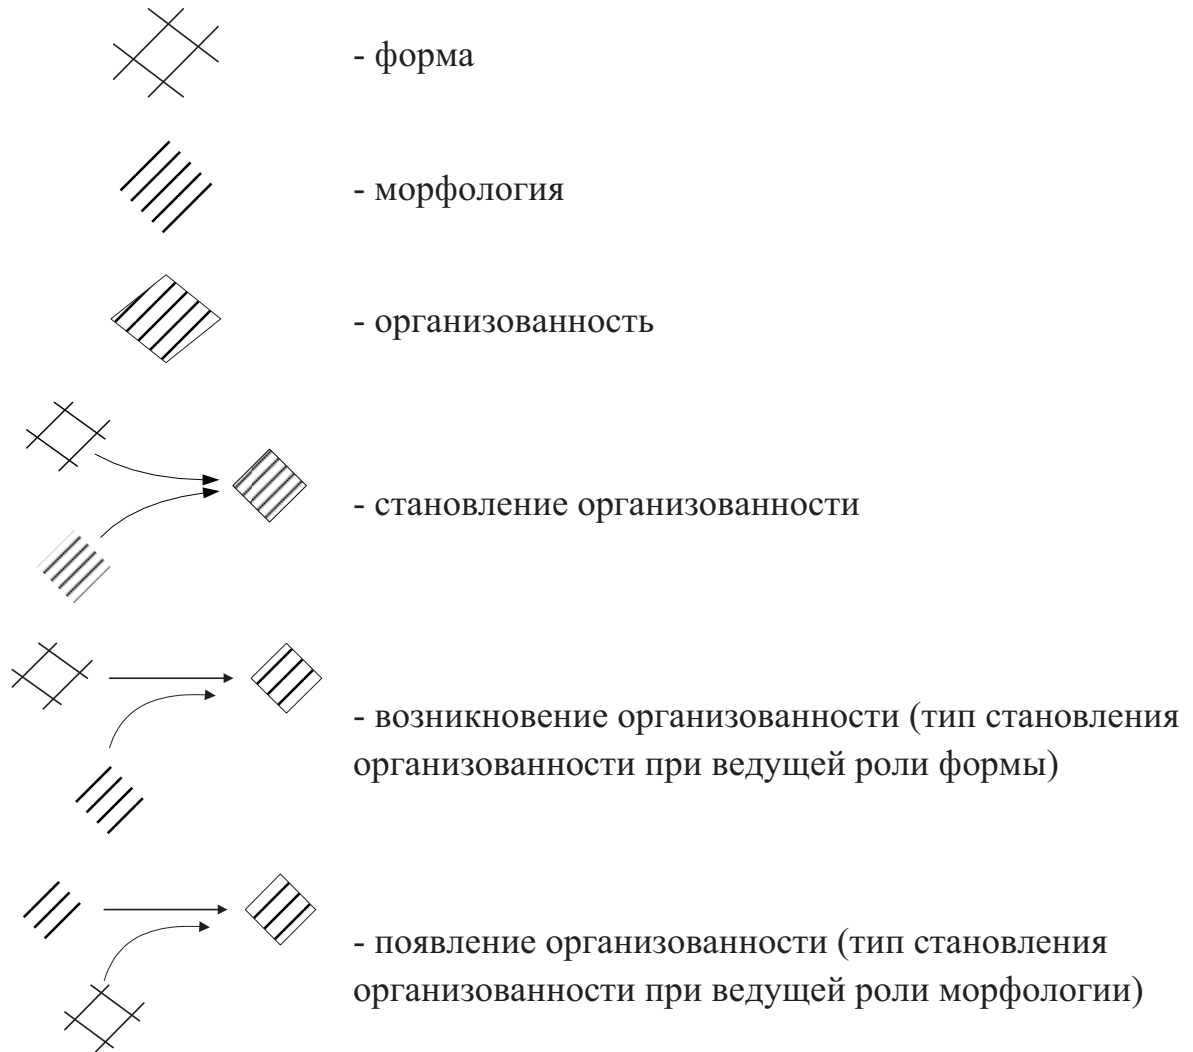 - форма
- морфология
- организованность
- становление организованности
- возникновение организованности (тип становления
организованности при ведущей роли формы)
- появление организованности (тип становления
организованности при ведущей роли морфологии)